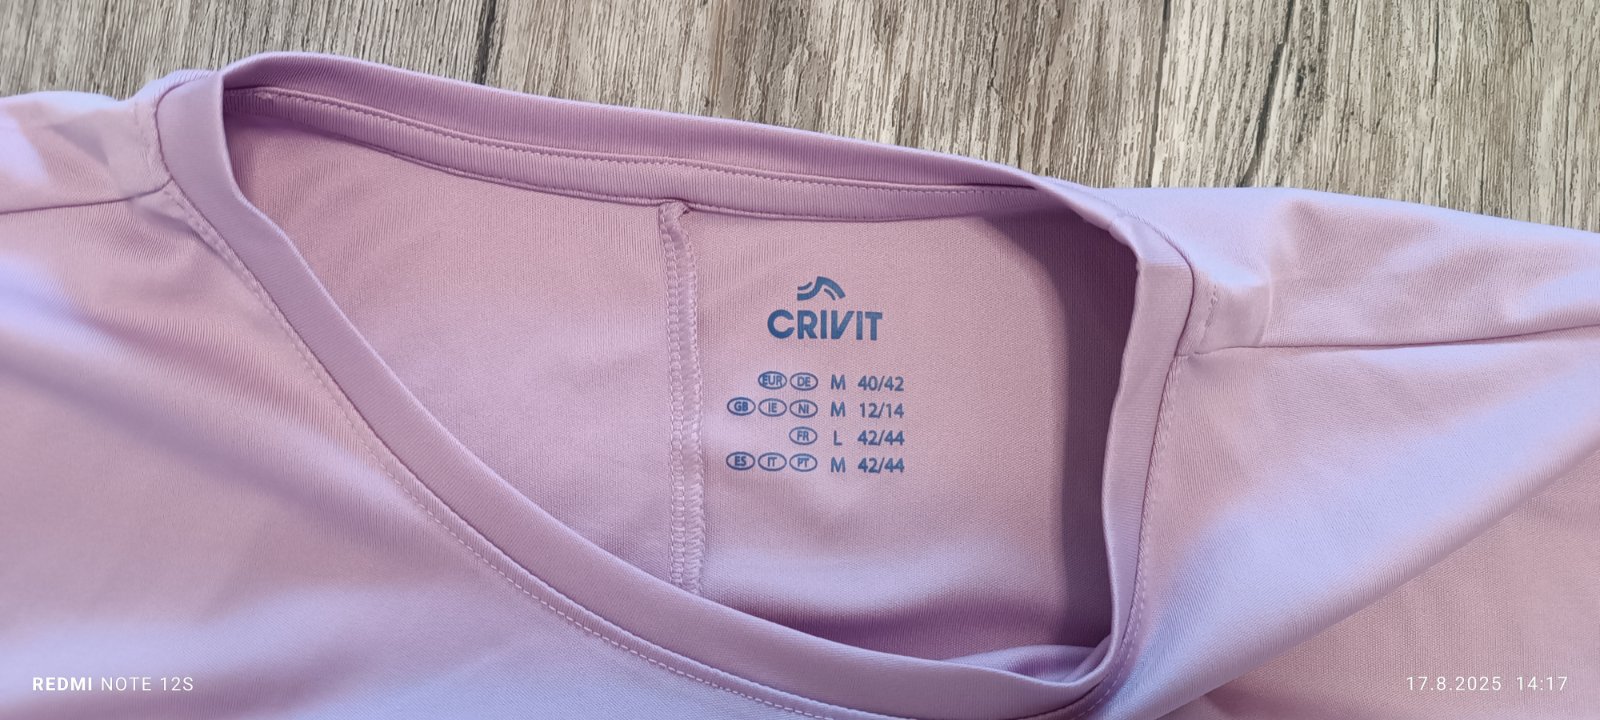 CRIVIT
EUR DE M 40/42
GB IE NI M 12/14
FR L 42/44
ES IT PT M 42/44
REDMI NOTE 12S
17.8.2025 14:17